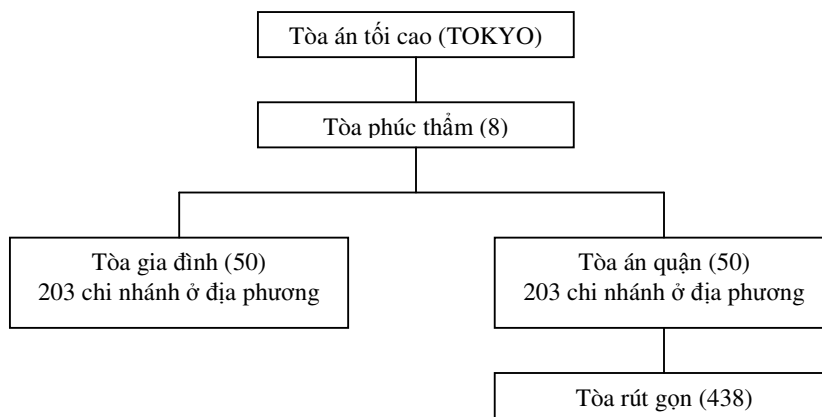 Tòa án tối cao (TOKYO)
Tòa phúc thẩm (8)
Tòa gia đình (50)
203 chi nhánh ở địa phương
Tòa án quận (50)
203 chi nhánh ở địa phương
Tòa rút gọn (438)